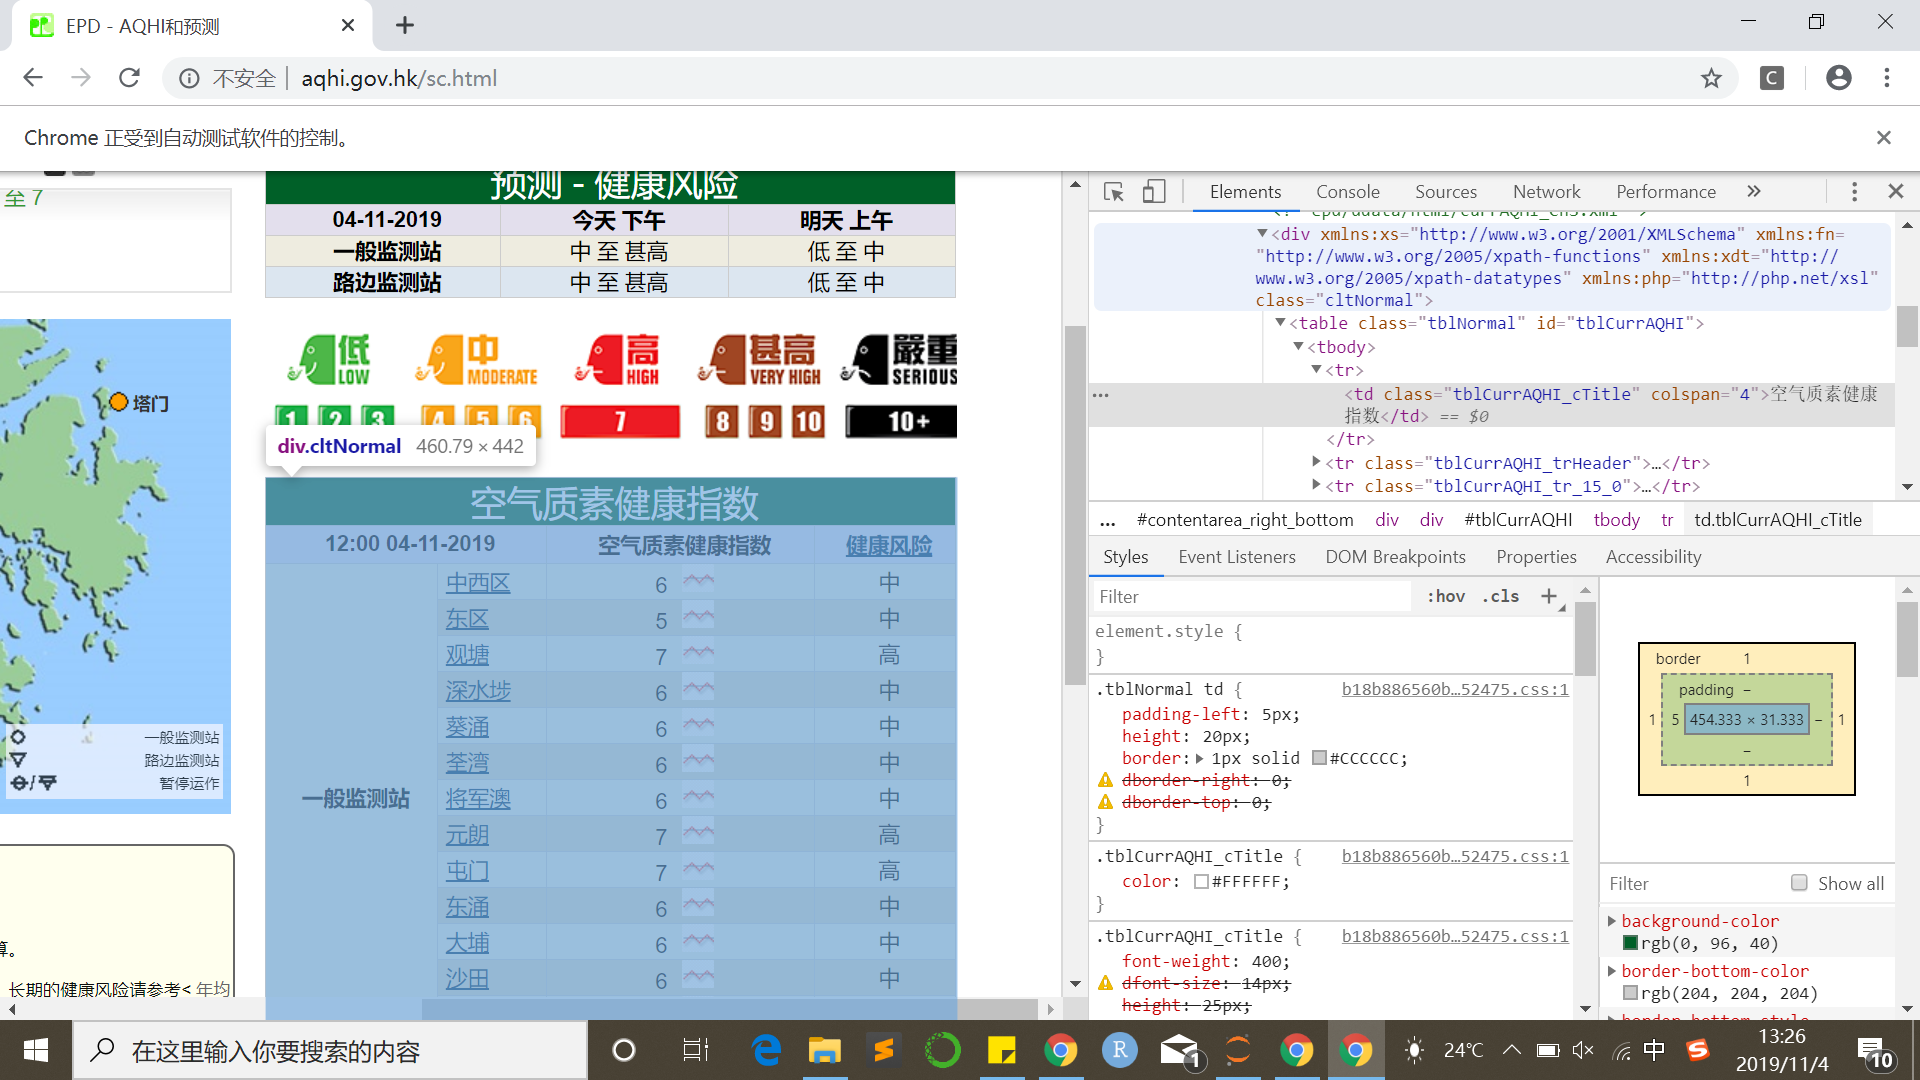 EPD - AQHI和预测
不安全 aqhi.gov.hk/sc.html
C
Chrome 正受到自动测试软件的控制。
至 7
塔门
一般监测站
路边监测站
暂停运作
算。
长期的健康风险请参考< 年均
预测 - 健康风险
04-11-2019 今天 下午 明天 上午
一般监测站 中 至 甚高 低 至 中
路边监测站 中 至 甚高 低 至 中
低 中 高 甚高 嚴重
LOW MODERATE HIGH VERY HIGH SERIOUS
1 2 3 4 5 6 7 8 9 10 10+
div.cltNormal 460.79 × 442
空气质素健康指数
12:00 04-11-2019 空气质素健康指数 健康风险
一般监测站
中西区 6 中
东区 5 中
观塘 7 高
深水埗 6 中
葵涌 6 中
荃湾 6 中
将军澳 6 中
元朗 7 高
屯门 7 高
东涌 6 中
大埔 6 中
沙田 6 中
Elements Console Sources Network Performance »
<div xmlns:xs="http://www.w3.org/2001/XMLSchema" xmlns:fn=
"http://www.w3.org/2005/xpath-functions" xmlns:xdt="http://
www.w3.org/2005/xpath-datatypes" xmlns:php="http://php.net/xsl"
class="cltNormal">
<table class="tblNormal" id="tblCurrAQHI">
<tbody>
<tr>
<td class="tblCurrAQHI_cTitle" colspan="4">空气质素健康
指数</td> == $0
</tr>
<tr class="tblCurrAQHI_trHeader">…</tr>
<tr class="tblCurrAQHI_tr_15_0">…</tr>
... #contentarea_right_bottom div div #tblCurrAQHI tbody tr td.tblCurrAQHI_cTitle
Styles Event Listeners DOM Breakpoints Properties Accessibility
Filter :hov .cls +
element.style {
}
.tblNormal td { b18b886560b…52475.css:1
padding-left: 5px;
height: 20px;
border: 1px solid #CCCCCC;
dborder-right: 0;
dborder-top: 0;
}
.tblCurrAQHI_cTitle { b18b886560b…52475.css:1
color: #FFFFFF;
}
.tblCurrAQHI_cTitle { b18b886560b…52475.css:1
font-weight: 400;
dfont-size: 14px;
height: 25px;
border 1
padding –
1 5 454.333 × 31.333 – 1
–
1
Filter Show all
background-color
rgb(0, 96, 40)
border-bottom-color
rgb(204, 204, 204)
在这里输入你要搜索的内容
R
1
24°C
中
13:26
2019/11/4
10